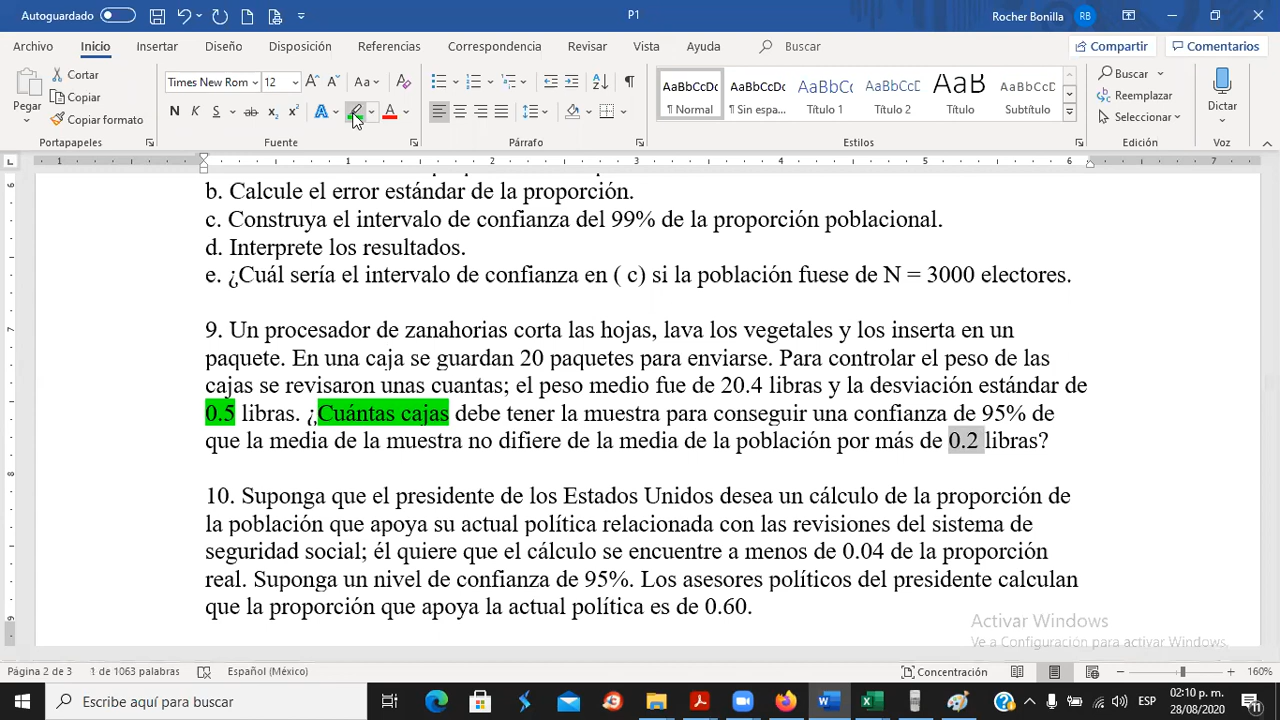 Autoguardado
P1
Rocher Bonilla
RB
Archivo
Inicio
Insertar
Diseño
Disposición
Referencias
Correspondencia
Revisar
Vista
Ayuda
Buscar
Compartir
Comentarios
Pegar
Cortar
Copiar
Copiar formato
Portapapeles
Times New Rom
12
Fuente
Párrafo
AaBbCcDc
¶ Normal
AaBbCcDc
¶ Sin espa...
AaBbCc
Título 1
AaBbCcD
Título 2
AaB
Título
AaBbCcD
Subtítulo
Estilos
Buscar
Reemplazar
Seleccionar
Edición
Dictar
Voz
b. Calcule el error estándar de la proporción.
c. Construya el intervalo de confianza del 99% de la proporción poblacional.
d. Interprete los resultados.
e. ¿Cuál sería el intervalo de confianza en ( c) si la población fuese de N = 3000 electores.
9. Un procesador de zanahorias corta las hojas, lava los vegetales y los inserta en un
paquete. En una caja se guardan 20 paquetes para enviarse. Para controlar el peso de las
cajas se revisaron unas cuantas; el peso medio fue de 20.4 libras y la desviación estándar de
0.5 libras. ¿Cuántas cajas debe tener la muestra para conseguir una confianza de 95% de
que la media de la muestra no difiere de la media de la población por más de 0.2 libras?
10. Suponga que el presidente de los Estados Unidos desea un cálculo de la proporción de
la población que apoya su actual política relacionada con las revisiones del sistema de
seguridad social; él quiere que el cálculo se encuentre a menos de 0.04 de la proporción
real. Suponga un nivel de confianza de 95%. Los asesores políticos del presidente calculan
que la proporción que apoya la actual política es de 0.60.
Activar Windows
Ve a Configuración para activar Windows.
Página 2 de 3
1 de 1063 palabras
Español (México)
Concentración
160%
Escribe aquí para buscar
ESP
02:10 p. m.
28/08/2020
11